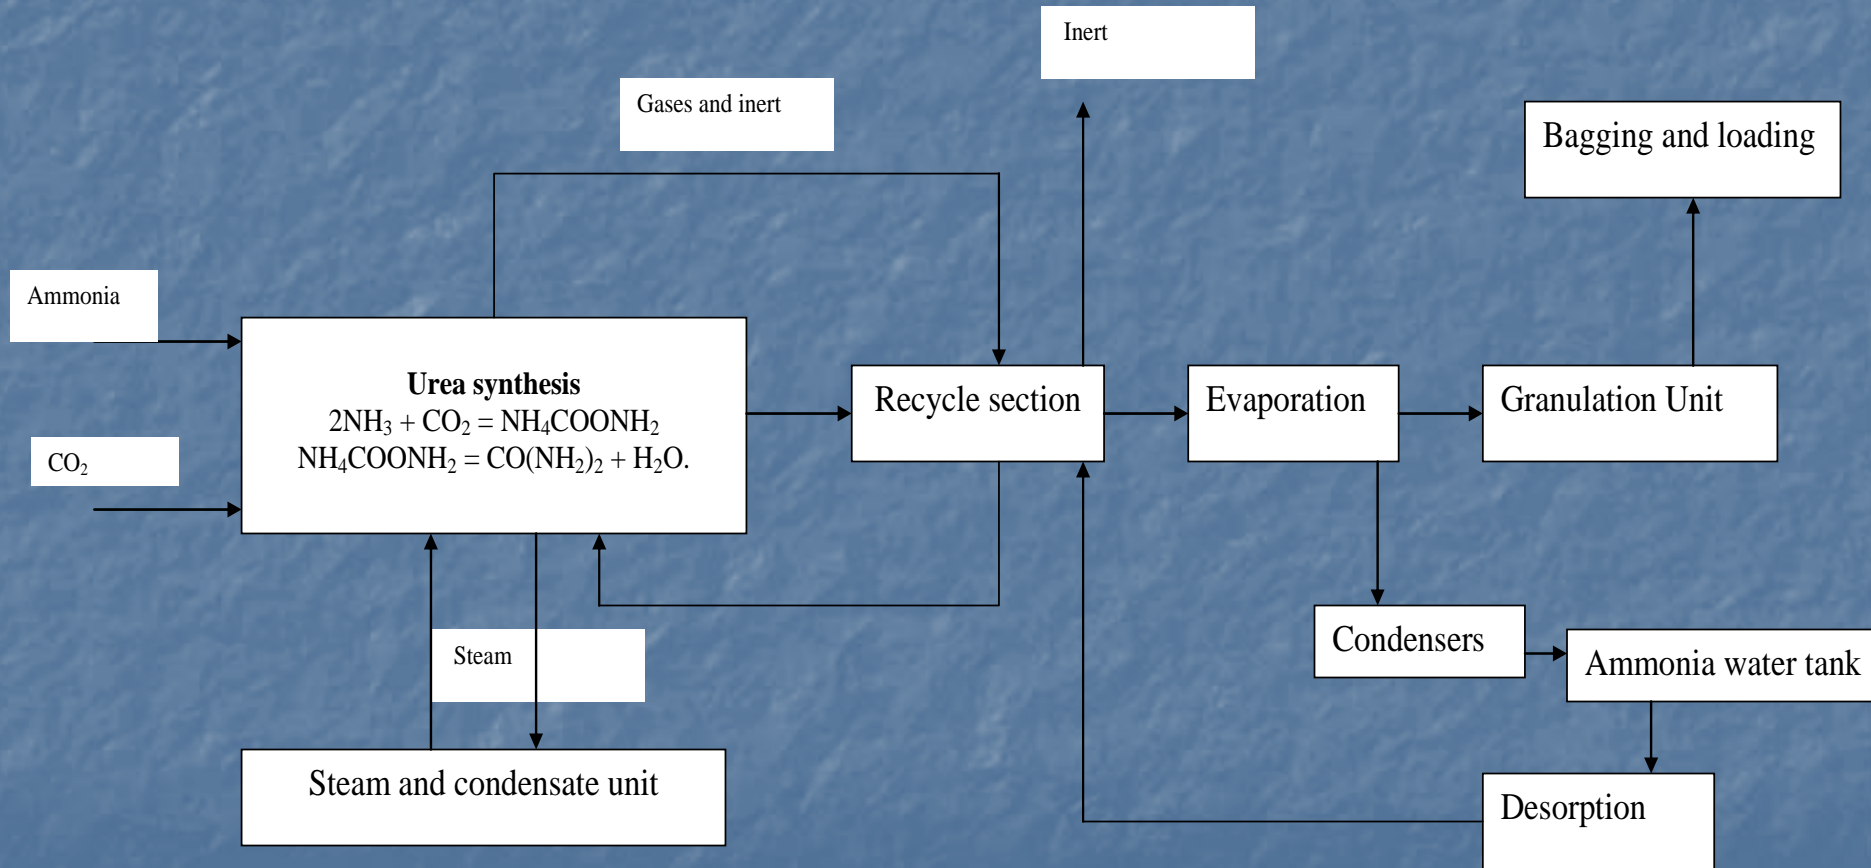 Inert
Gases and inert
Bagging and loading
Ammonia
Urea synthesis
2NH₃ + CO₂ = NH₄COONH₂
NH₄COONH₂ = CO(NH₂)₂ + H₂O.
Recycle section
Evaporation
Granulation Unit
CO₂
Steam
Condensers
Ammonia water tank
Steam and condensate unit
Desorption